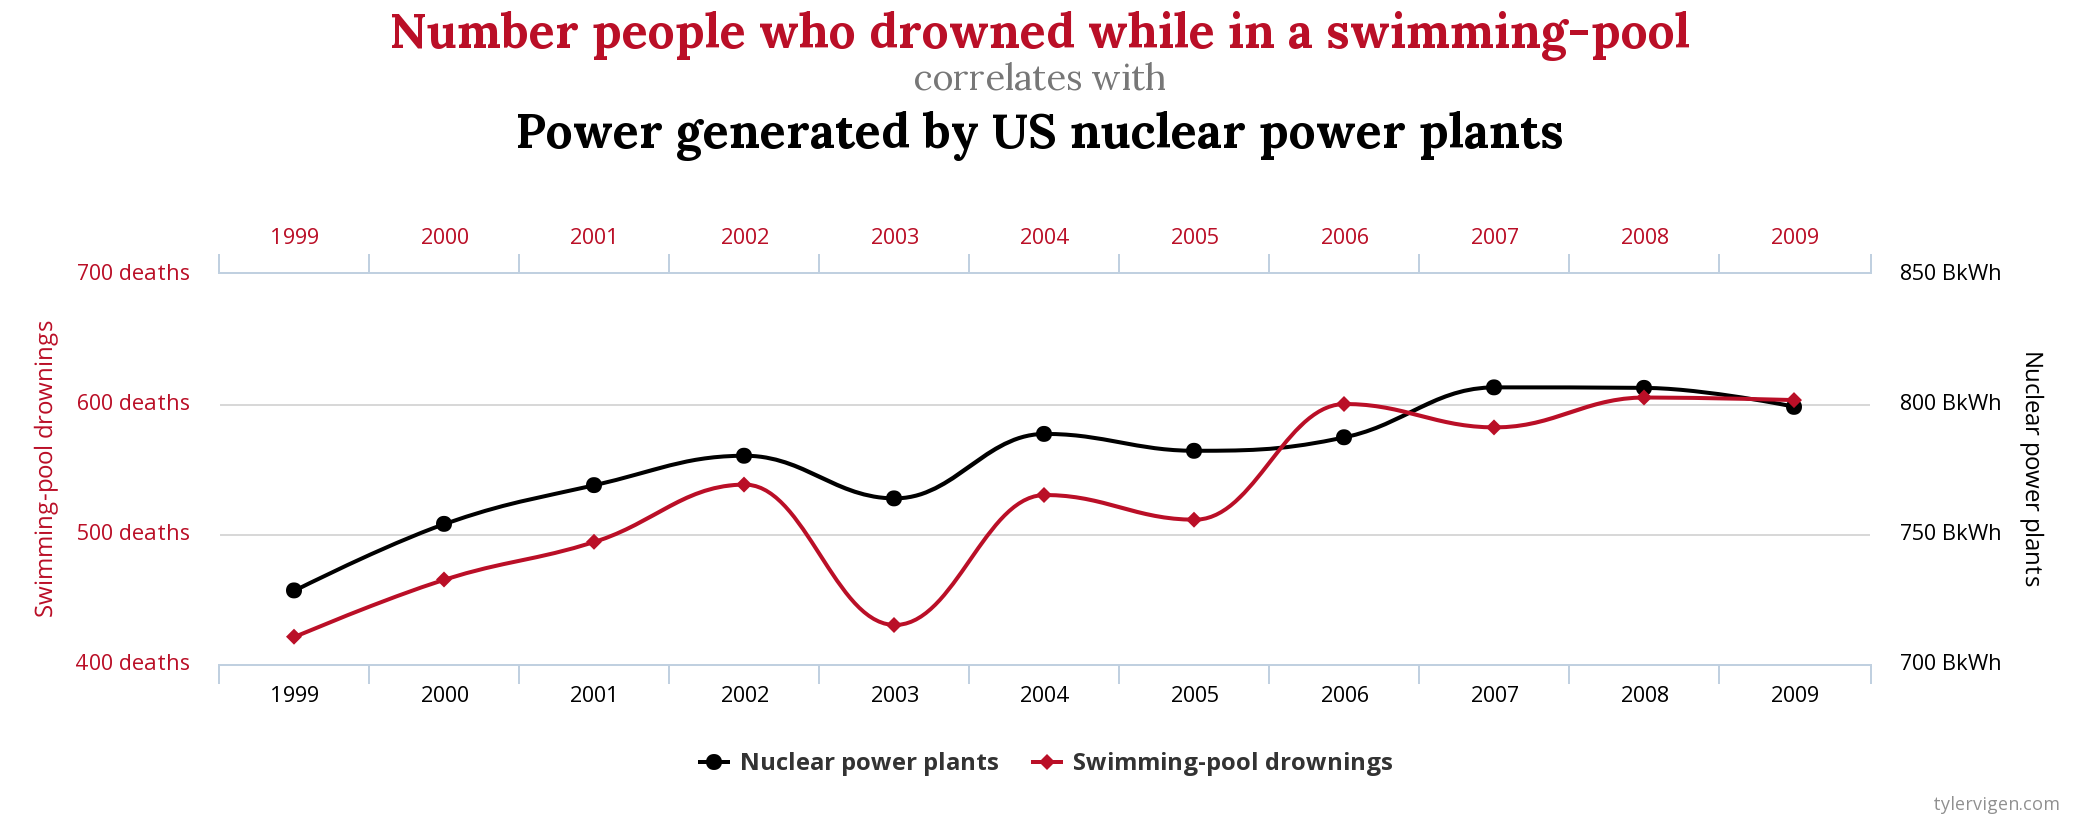 Number people who drowned while in a swimming-pool
correlates with
Power generated by US nuclear power plants
1999 2000 2001 2002 2003 2004 2005 2006 2007 2008 2009
700 deaths 850 BkWh
600 deaths 800 BkWh
500 deaths 750 BkWh
400 deaths 700 BkWh
Swimming-pool drownings
Nuclear power plants
1999 2000 2001 2002 2003 2004 2005 2006 2007 2008 2009
Nuclear power plants Swimming-pool drownings
tylervigen.com